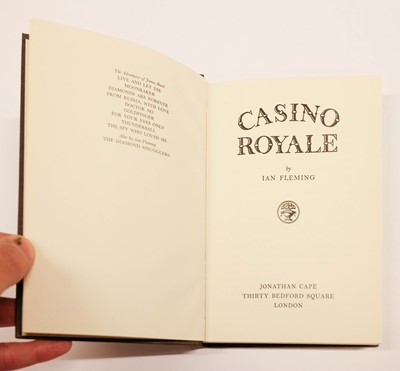 The Adventures of James Bond
LIVE AND LET DIE
MOONRAKER
DIAMONDS ARE FOREVER
FROM RUSSIA, WITH LOVE
DOCTOR NO
GOLDFINGER
FOR YOUR EYES ONLY
THUNDERBALL
THE SPY WHO LOVED ME
Also by Ian Fleming
THE DIAMOND SMUGGLERS
CASINO
ROYALE
by
IAN FLEMING
JONATHAN CAPE
THIRTY BEDFORD SQUARE
LONDON